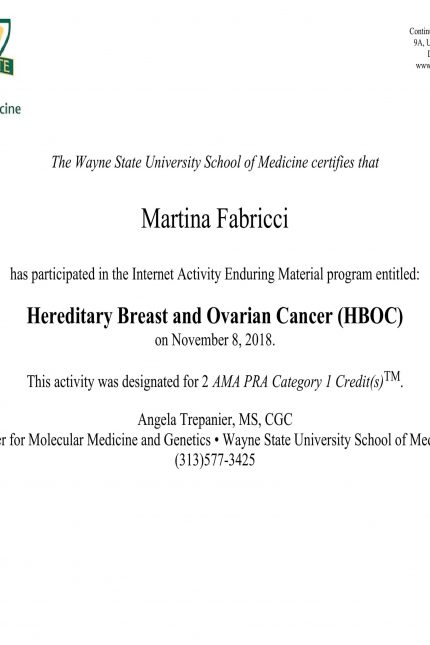 TE
cine
Contin
9A, U
www
The Wayne State University School of Medicine certifies that
Martina Fabricci
has participated in the Internet Activity Enduring Material program entitled:
Hereditary Breast and Ovarian Cancer (HBOC)
on November 8, 2018.
This activity was designated for 2 AMA PRA Category 1 Credit(s)TM.
Angela Trepanier, MS, CGC
er for Molecular Medicine and Genetics • Wayne State University School of Med
(313)577-3425